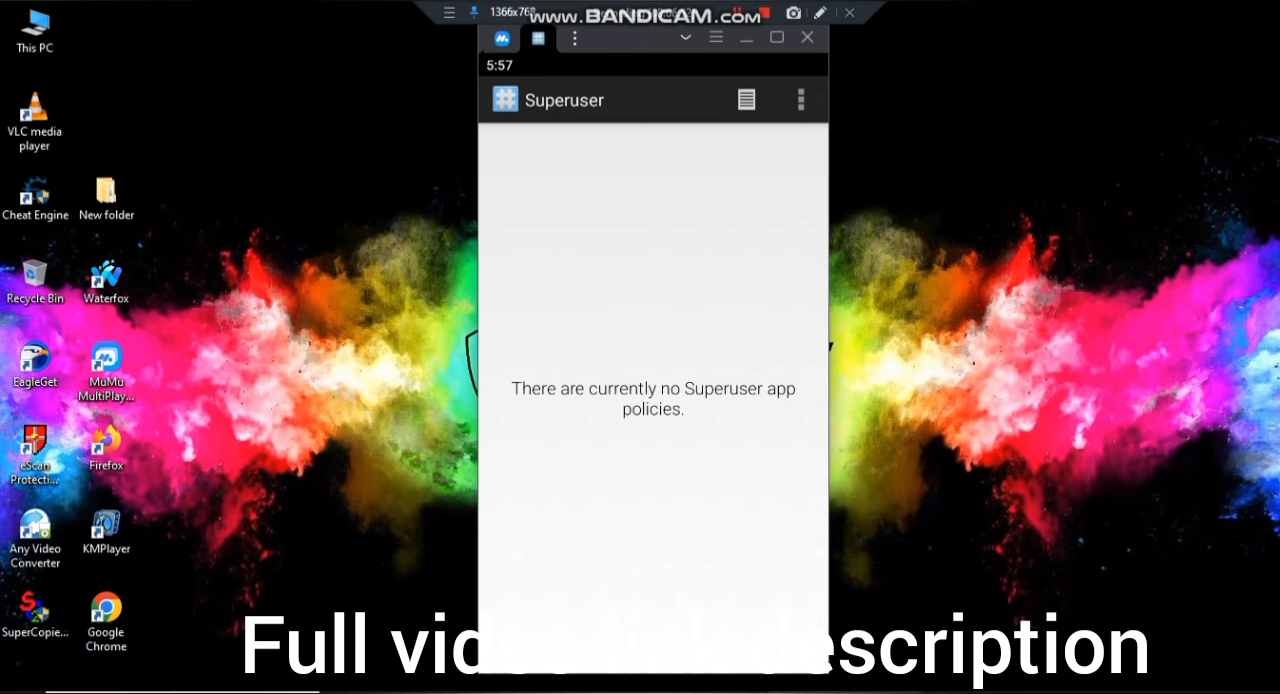 1366x768
www.BANDICAM.com
This PC
5:57
Superuser
VLC media
player
Cheat Engine
New folder
Recycle Bin
Waterfox
EagleGet
MuMu
MultiPlay...
There are currently no Superuser app
policies.
eScan
Protecti...
Firefox
Any Video
Converter
KMPlayer
SuperCopie...
Google
Chrome
Full video link description